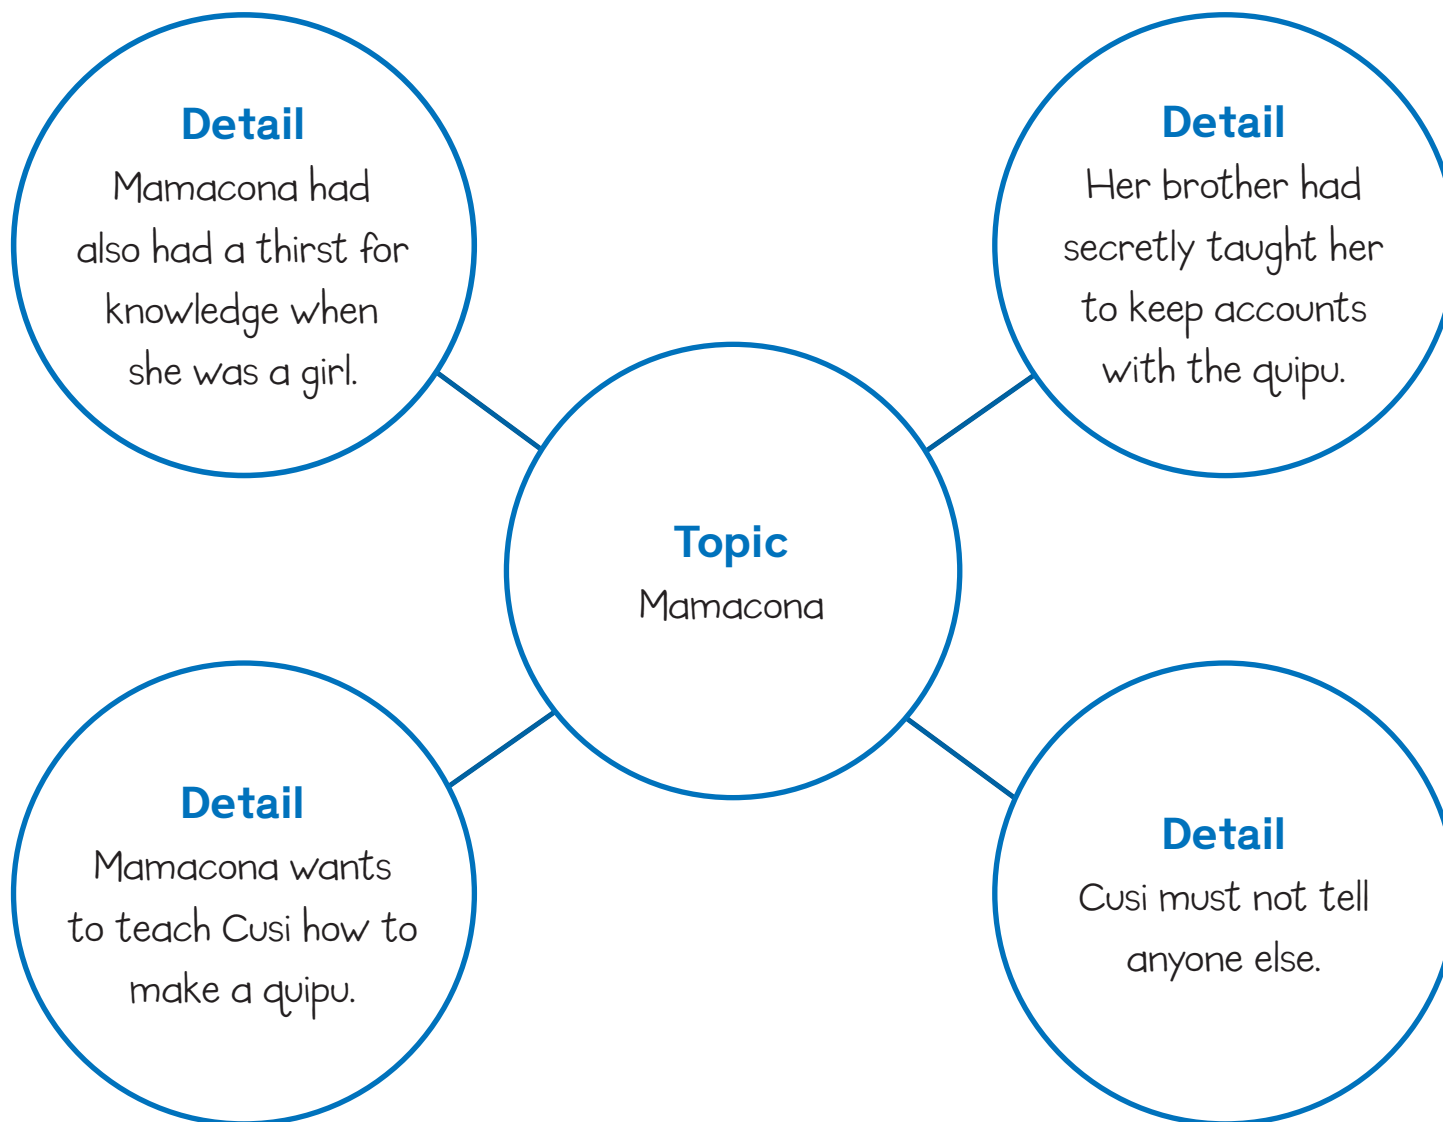 Detail
Mamacona had
also had a thirst for
knowledge when
she was a girl.
Detail
Her brother had
secretly taught her
to keep accounts
with the quipu.
Topic
Mamacona
Detail
Mamacona wants
to teach Cusi how to
make a quipu.
Detail
Cusi must not tell
anyone else.